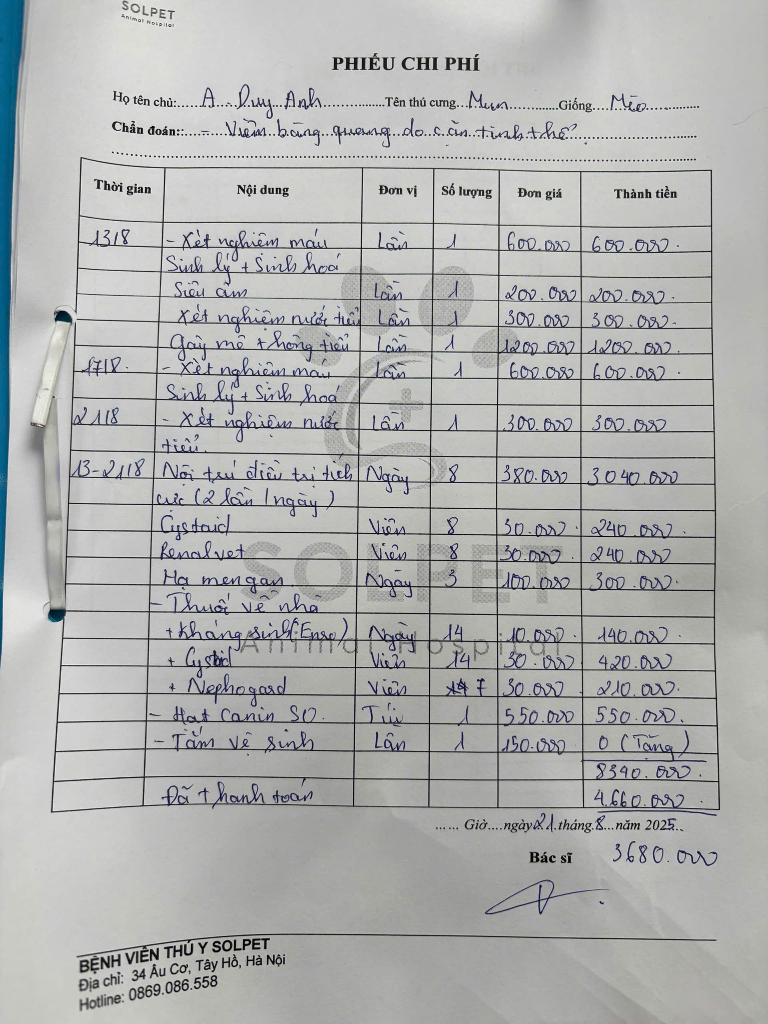 SOLPET
Animal Hospital
PHIẾU CHI PHÍ
Họ tên chủ:.....A. Duy Anh...............Tên thú cưng...Mun..........Giống....Mèo............
Chẩn đoán::.....- Viêm bàng quang do cặn tinh thể.
Thời gian Nội dung Đơn vị Số lượng Đơn giá Thành tiền
13/8 - Xét nghiệm máu Lần 1 600.000 600.000.
Sinh lý + Sinh hoá
Siêu âm Lần 1 200.000 200.000.
Xét nghiệm nước tiểu Lần 1 300.000 300.000.
Gây mê + thông tiểu Lần 1 1200.000 1200.000.
17/8. - Xét nghiệm máu Lần 1 600.000 600.000.
Sinh lý + Sinh hoá
21/8 - Xét nghiệm nước Lần 1 300.000 300.000
tiểu.
13-21/8 Nội trú điều trị tích Ngày 8 380.000 3040.000
cực (2 lần / ngày)
Cystaid Viên 8 30.000. 240.000.
Renalvet Viên 8 30.000. 240.000
Hạ men gan Ngày 3 100.000 300.000.
- Thuốc về nhà
+ Kháng sinh (Enro) Ngày 14 10.000. 140.000.
+ Viên 14 30.000 420.000
+ Nephogard Viên 7 30.000 210.000.
- Hạt Canin SO. Túi 1 550.000 550.000.
- Tắm vệ sinh Lần 1 150.000 0 (Tặng)
8340.000.
Đã thanh toán 4.660.000.
...... Giờ....ngày 21.tháng.8...năm 2025..
Bác sĩ 3680.000
SOLPET
Animal Hospital
BỆNH VIÊN THÚ Y SOLPET
Địa chỉ: 34 Âu Cơ, Tây Hồ, Hà Nội
Hotline: 0869.086.558